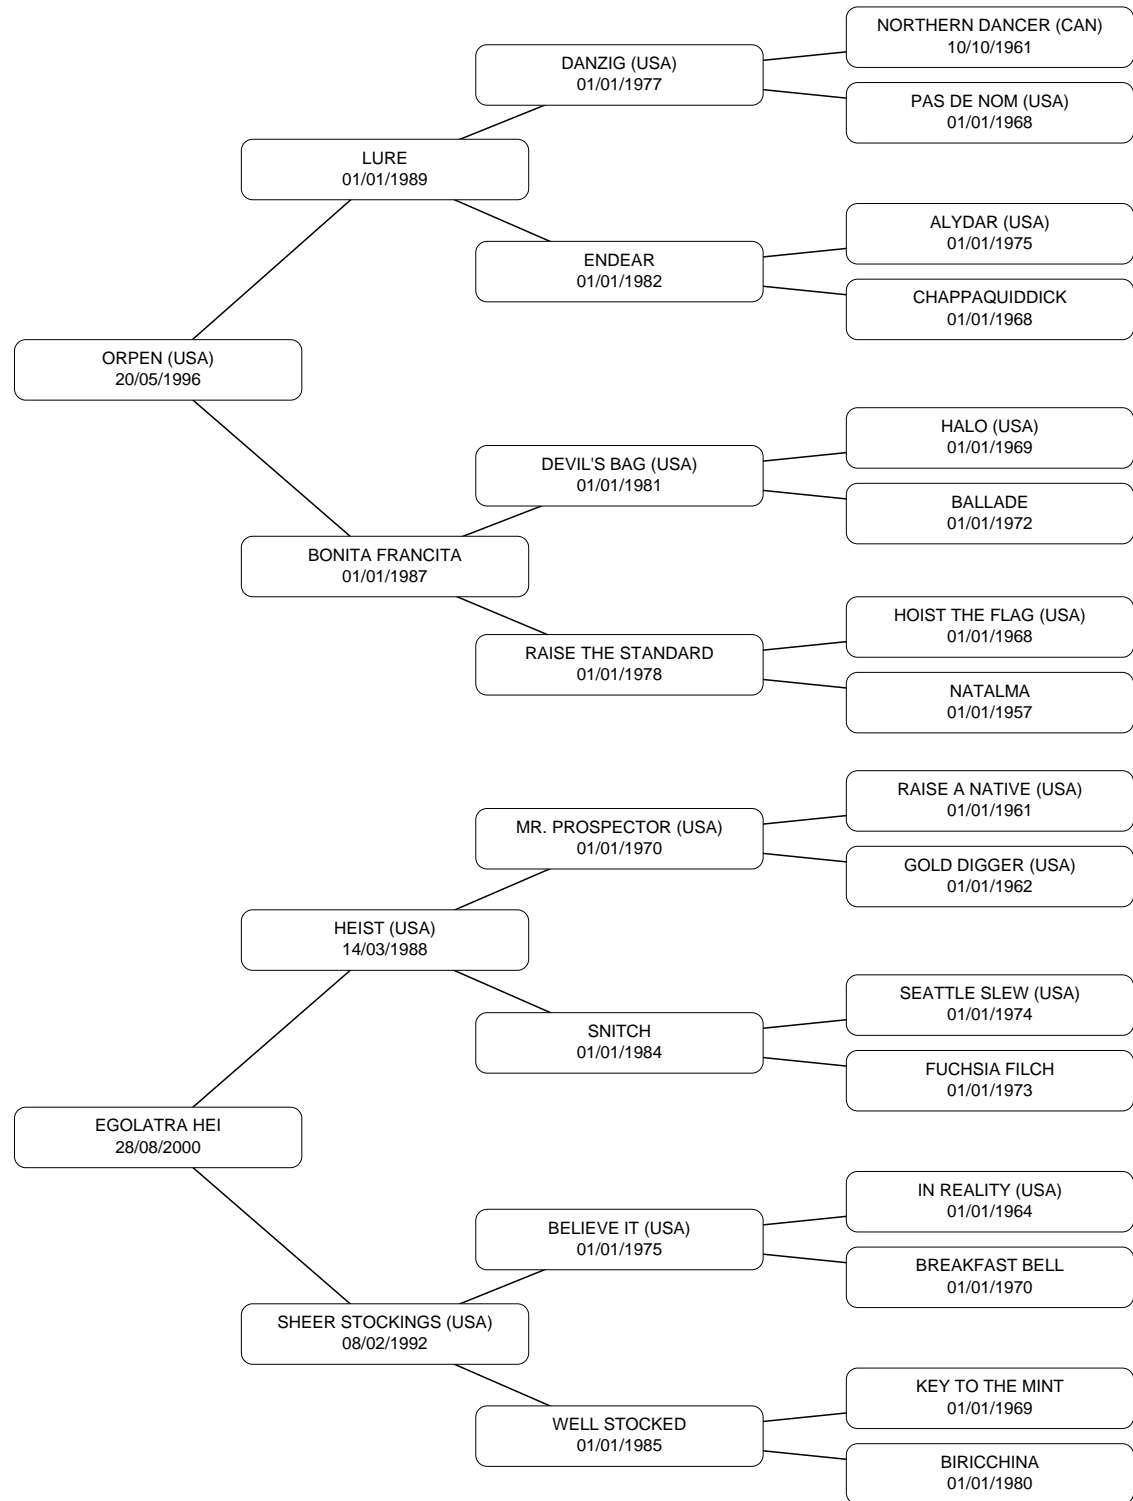 NORTHERN DANCER (CAN)
10/10/1961
DANZIG (USA)
01/01/1977
PAS DE NOM (USA)
01/01/1968
LURE
01/01/1989
ALYDAR (USA)
01/01/1975
ENDEAR
01/01/1982
CHAPPAQUIDDICK
01/01/1968
ORPEN (USA)
20/05/1996
HALO (USA)
01/01/1969
DEVIL'S BAG (USA)
01/01/1981
BALLADE
01/01/1972
BONITA FRANCITA
01/01/1987
HOIST THE FLAG (USA)
01/01/1968
RAISE THE STANDARD
01/01/1978
NATALMA
01/01/1957
RAISE A NATIVE (USA)
01/01/1961
MR. PROSPECTOR (USA)
01/01/1970
GOLD DIGGER (USA)
01/01/1962
HEIST (USA)
14/03/1988
SEATTLE SLEW (USA)
01/01/1974
SNITCH
01/01/1984
FUCHSIA FILCH
01/01/1973
EGOLATRA HEI
28/08/2000
IN REALITY (USA)
01/01/1964
BELIEVE IT (USA)
01/01/1975
BREAKFAST BELL
01/01/1970
SHEER STOCKINGS (USA)
08/02/1992
KEY TO THE MINT
01/01/1969
WELL STOCKED
01/01/1985
BIRICCHINA
01/01/1980